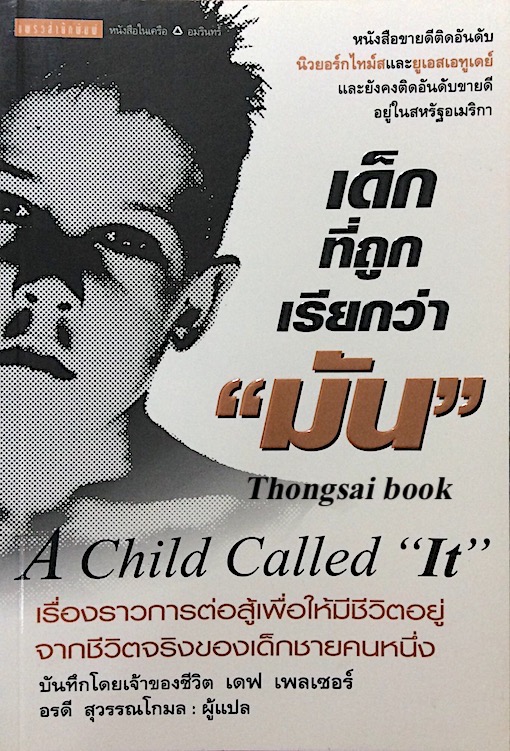 แพรวสำนักพิมพ์ หนังสือในเครือ อมรินทร์
หนังสือขายดีติดอันดับ
นิวยอร์กไทม์สและยูเอสเอทูเดย์
และยังคงติดอันดับขายดี
อยู่ในสหรัฐอเมริกา
เด็ก
ที่ถูก
เรียกว่า
“มัน”
Thongsai book
A Child Called “It”
เรื่องราวการต่อสู้เพื่อให้มีชีวิตอยู่
จากชีวิตจริงของเด็กชายคนหนึ่ง
บันทึกโดยเจ้าของชีวิต เดฟ เพลเซอร์
อรดี สุวรรณโกมล : ผู้แปล